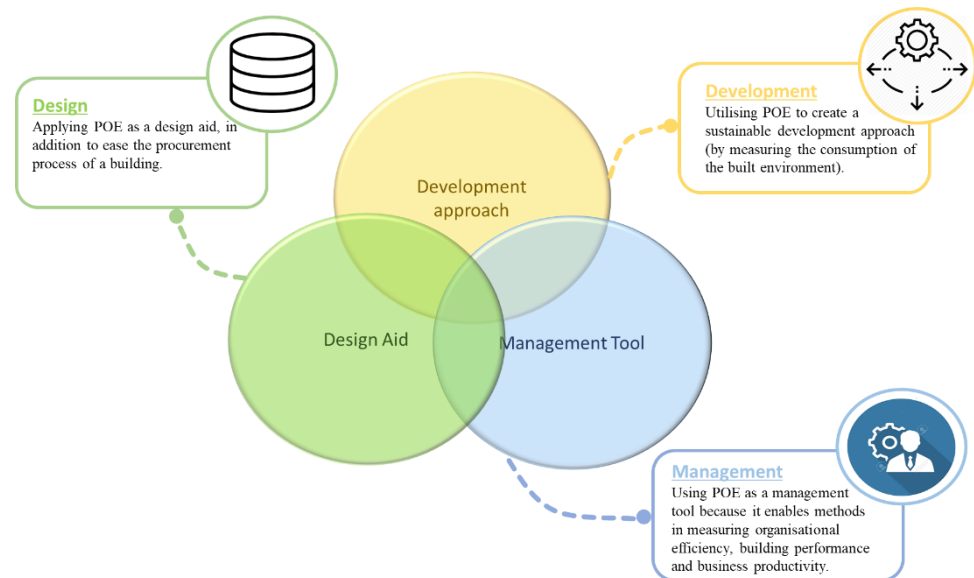 Design
Applying POE as a design aid, in
addition to ease the procurement
process of a building.
Development
Utilising POE to create a
sustainable development approach
(by measuring the consumption of
the built environment).
Development
approach
Design Aid
Management Tool
Management
Using POE as a management
tool because it enables methods
in measuring organisational
efficiency, building performance
and business productivity.